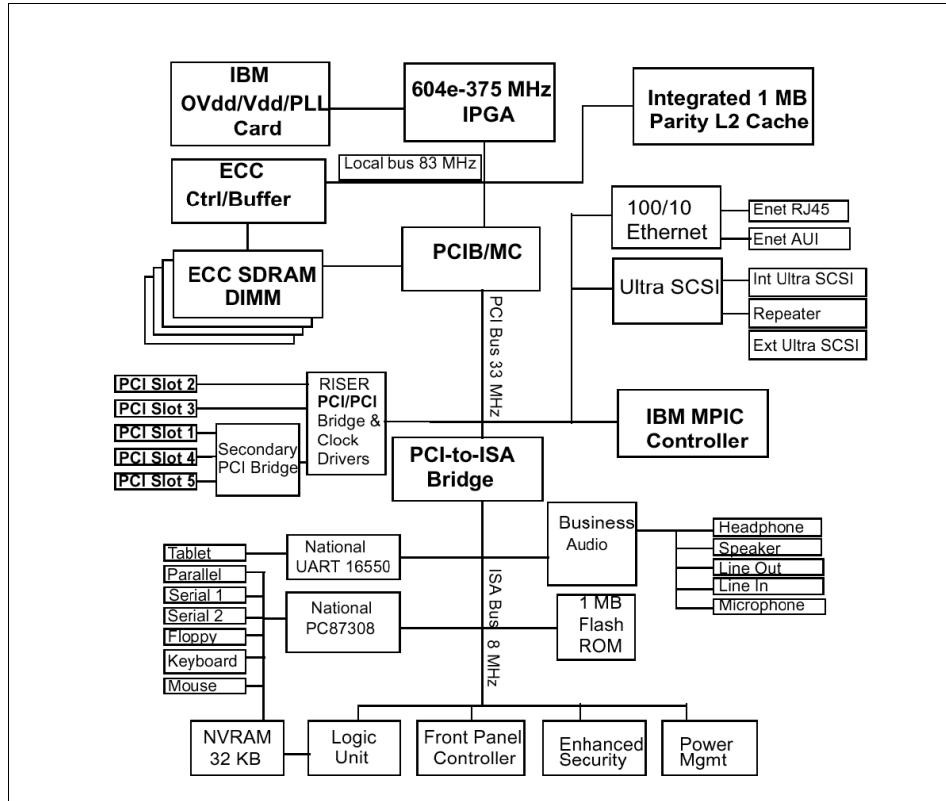 IBM
OVdd/Vdd/PLL
Card
604e-375 MHz
IPGA
Integrated 1 MB
Parity L2 Cache
Local bus 83 MHz
ECC
Ctrl/Buffer
100/10
Ethernet
Enet RJ45
Enet AUI
PCIB/MC
ECC SDRAM
DIMM
Ultra SCSI
Int Ultra SCSI
Repeater
Ext Ultra SCSI
PCI Bus 33 MHz
PCI Slot 2
PCI Slot 3
PCI Slot 1
PCI Slot 4
PCI Slot 5
Secondary
PCI Bridge
RISER
PCI/PCI
Bridge &
Clock
Drivers
IBM MPIC
Controller
PCI-to-ISA
Bridge
Business
Audio
Headphone
Speaker
Line Out
Line In
Microphone
National
UART 16550
Tablet
Parallel
Serial 1
Serial 2
Floppy
Keyboard
Mouse
National
PC87308
ISA Bus 8 MHz
1 MB
Flash
ROM
NVRAM
32 KB
Logic
Unit
Front Panel
Controller
Enhanced
Security
Power
Mgmt